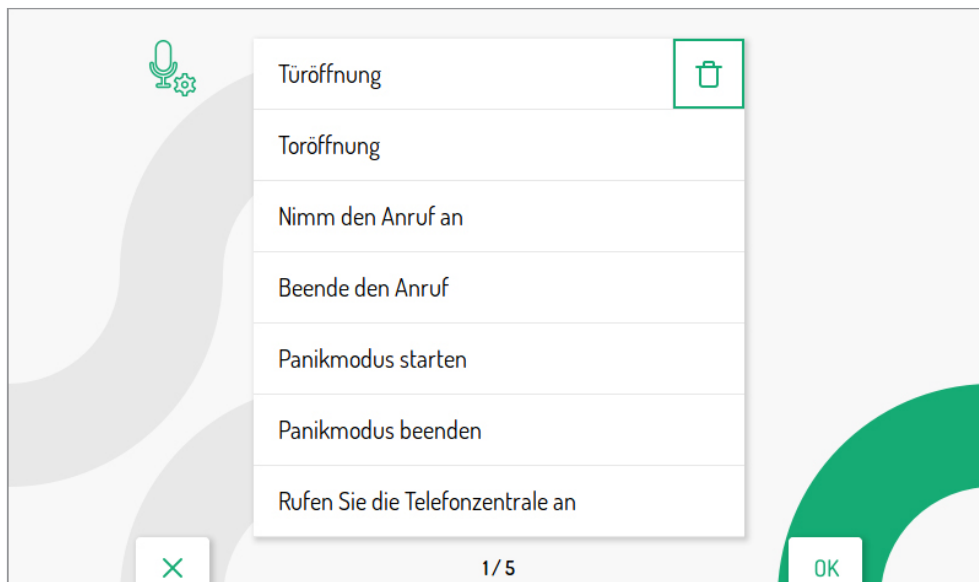 Türöffnung
Toröffnung
Nimm den Anruf an
Beende den Anruf
Panikmodus starten
Panikmodus beenden
Rufen Sie die Telefonzentrale an
1 / 5
OK